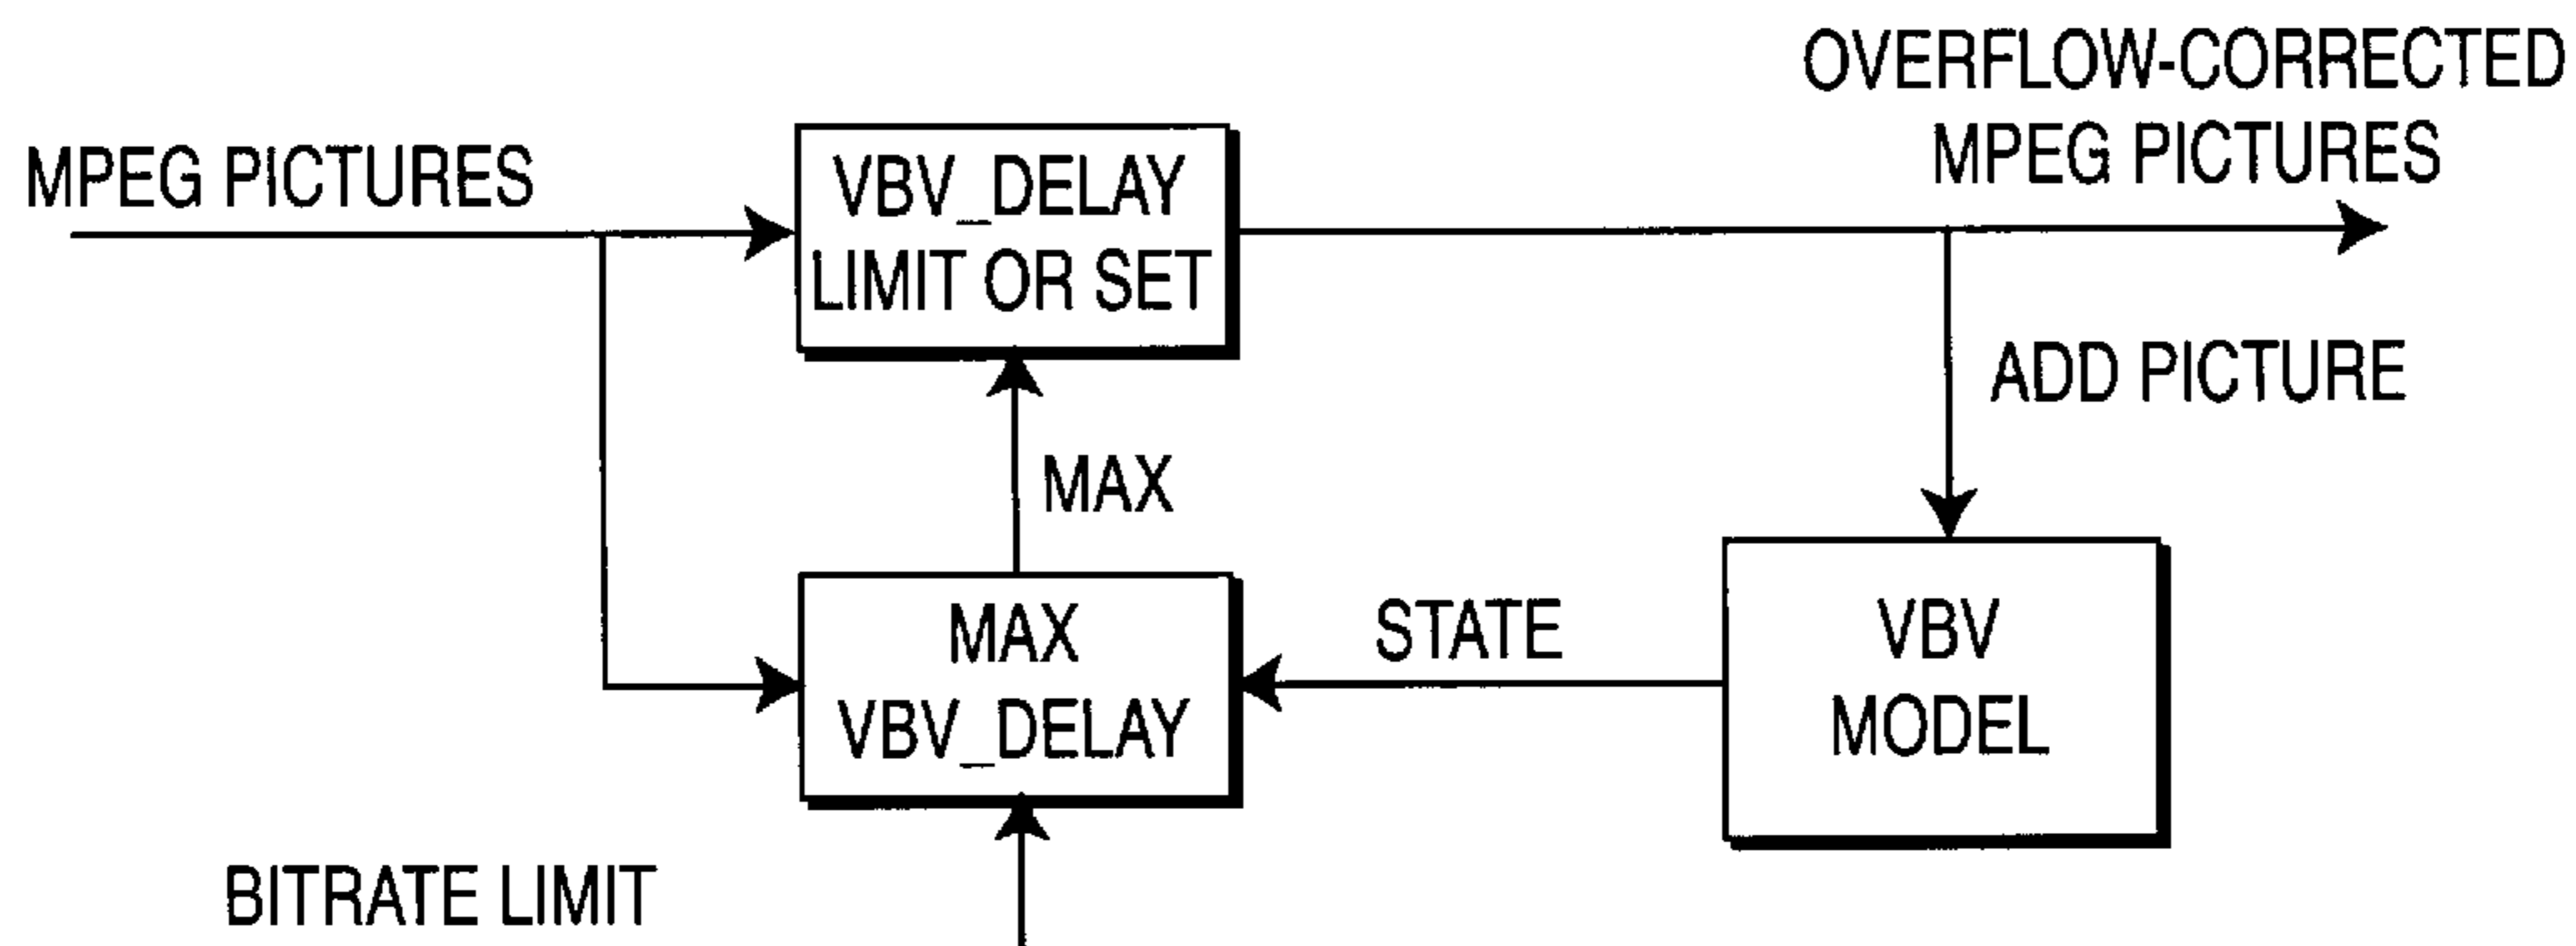 OVERFLOW-CORRECTED
MPEG PICTURES
MPEG PICTURES
VBV_DELAY
LIMIT OR SET
ADD PICTURE
MAX
MAX
VBV_DELAY
STATE
VBV
MODEL
BITRATE LIMIT